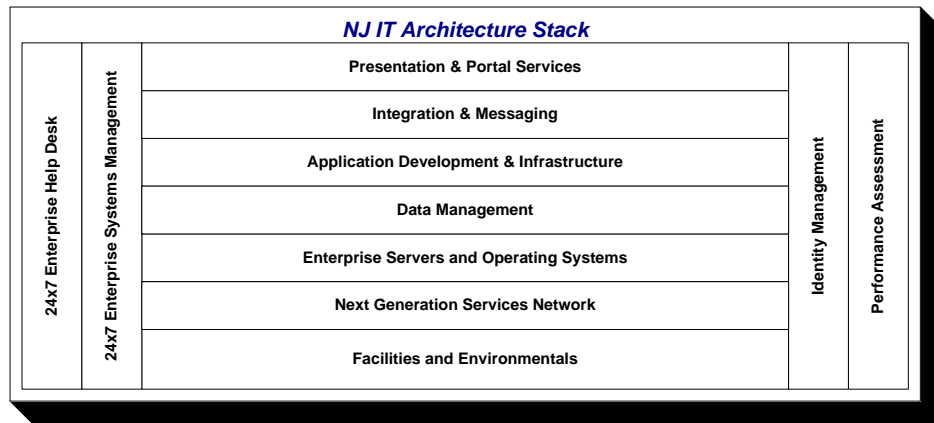 NJ IT Architecture Stack
24x7 Enterprise Help Desk
24x7 Enterprise Systems Management
Presentation & Portal Services
Integration & Messaging
Application Development & Infrastructure
Data Management
Enterprise Servers and Operating Systems
Next Generation Services Network
Facilities and Environmentals
Identity Management
Performance Assessment